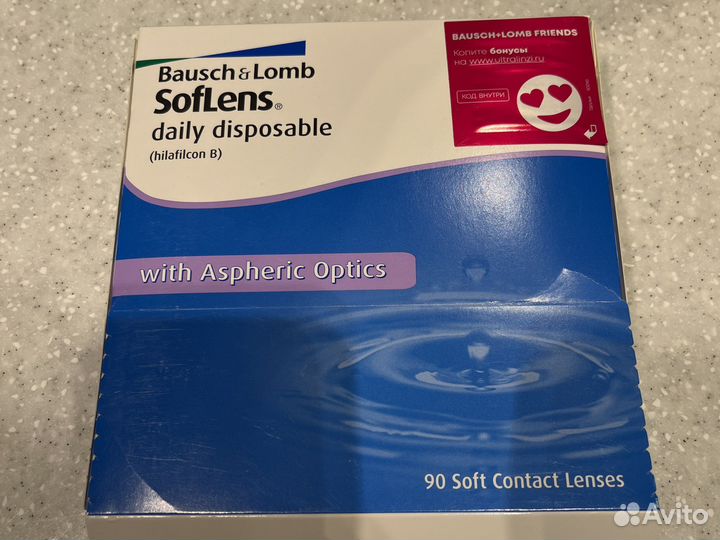 Bausch & Lomb
SofLens®
daily disposable
(hilafilcon B)
BAUSCH+LOMB FRIENDS
Копите бонусы
на www.ultralinzi.ru
КОД ВНУТРИ
with Aspheric Optics
90 Soft Contact Lenses
Avito